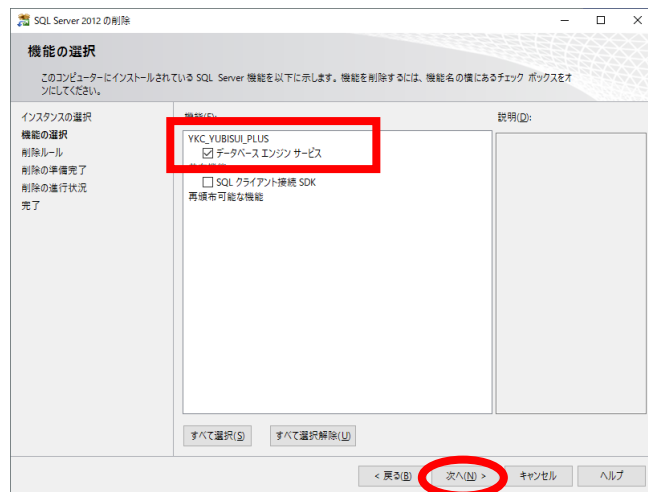 SQL Server 2012 の削除
機能の選択
このコンピューターにインストールされている SQL Server 機能を以下に示します。機能を削除するには、機能名の横にあるチェック ボックスをオ
ンにしてください。
インスタンスの選択
機能の選択
削除ルール
削除の準備完了
削除の進行状況
完了
YKC_YUBISUI_PLUS
データベース エンジン サービス
SQL クライアント接続 SDK
再頒布可能な機能
説明(D):
すべて選択(S)
すべて選択解除(U)
< 戻る(B)
次へ(N) >
キャンセル
ヘルプ